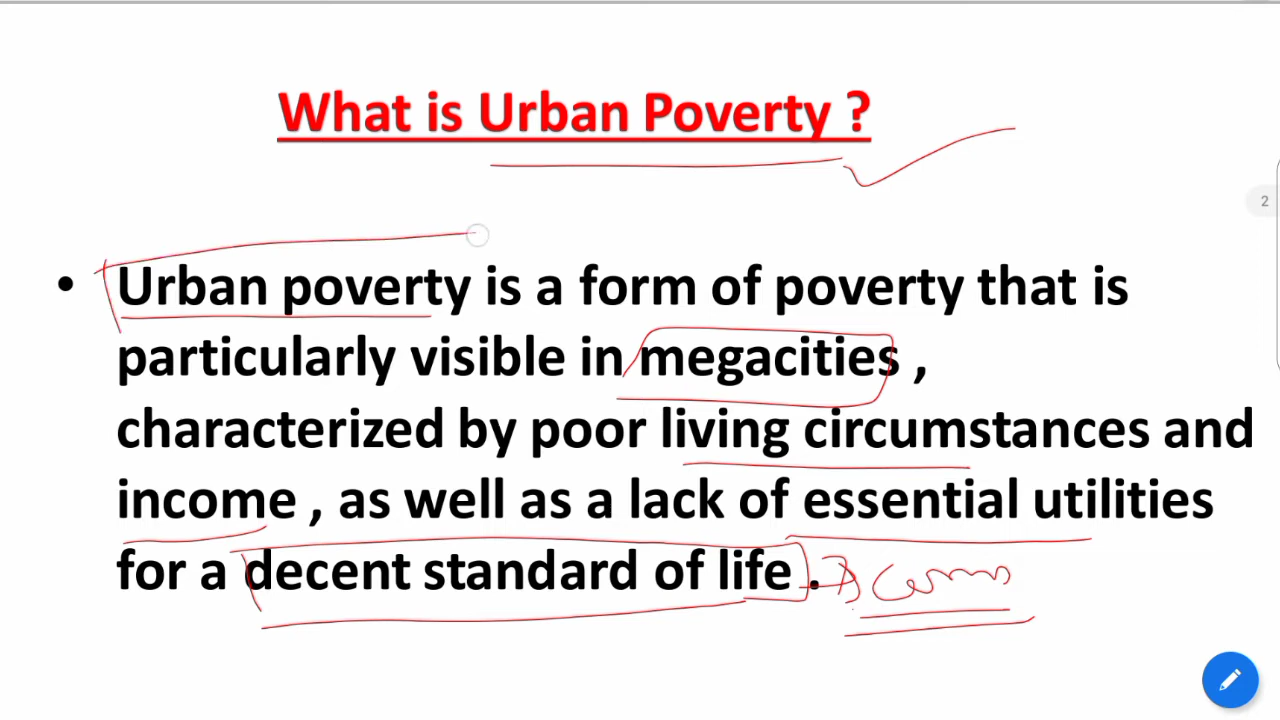 What is Urban Poverty ?
2
• Urban poverty is a form of poverty that is
particularly visible in megacities ,
characterized by poor living circumstances and
income , as well as a lack of essential utilities
for a decent standard of life .